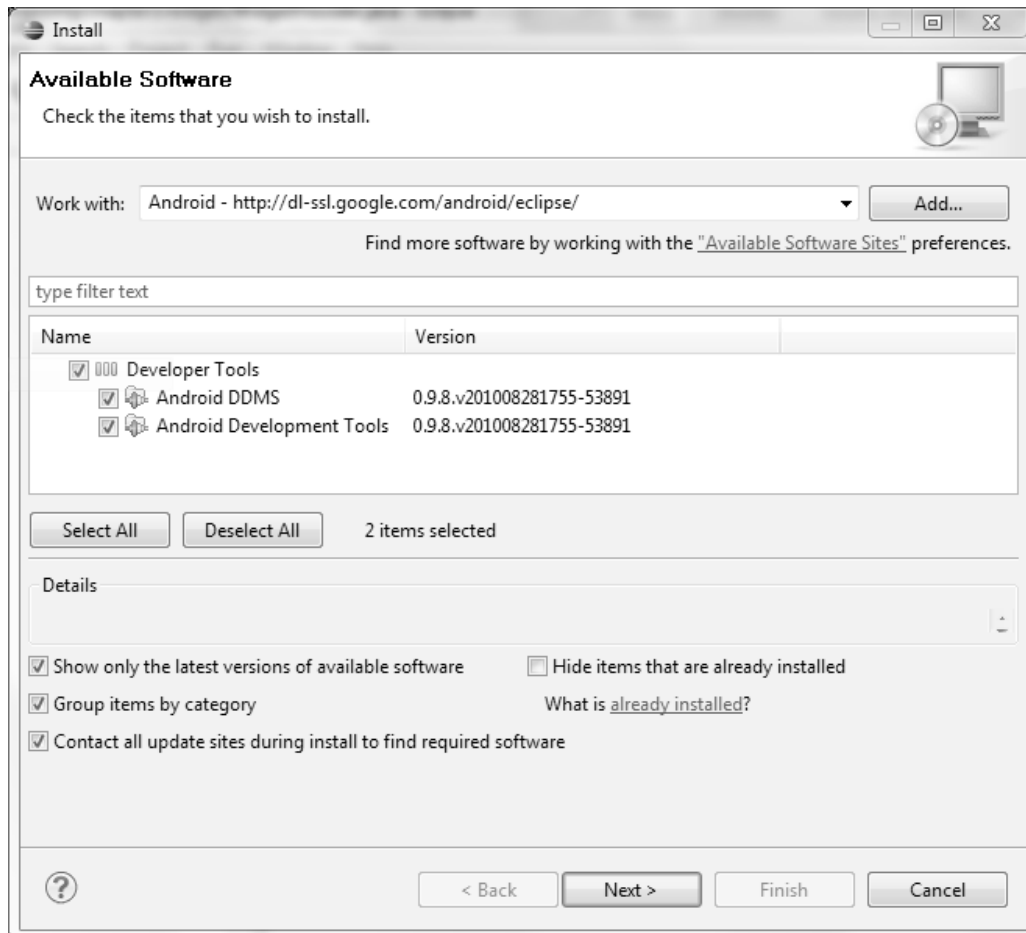 Install
Available Software
Check the items that you wish to install.
Work with: Android - http://dl-ssl.google.com/android/eclipse/ Add...
Find more software by working with the "Available Software Sites" preferences.
type filter text
Name Version
Developer Tools
Android DDMS 0.9.8.v201008281755-53891
Android Development Tools 0.9.8.v201008281755-53891
Select All Deselect All 2 items selected
Details
Show only the latest versions of available software Hide items that are already installed
Group items by category What is already installed?
Contact all update sites during install to find required software
? < Back Next > Finish Cancel